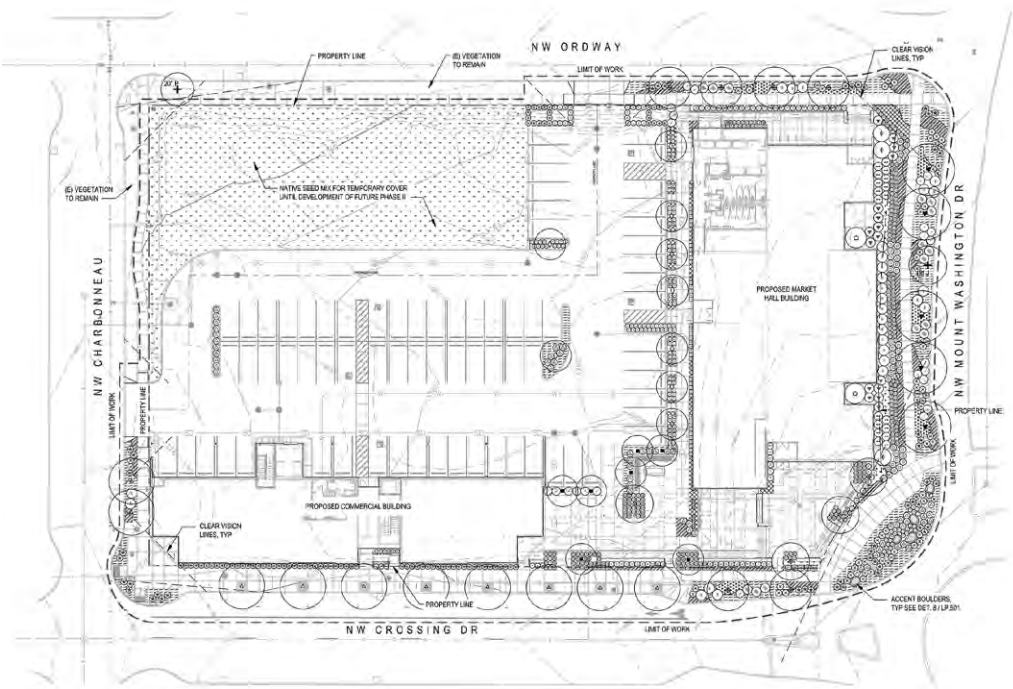 NW ORDWAY
PROPERTY LINE
(E) VEGETATION
TO REMAIN
LIMIT OF WORK
CLEAR VISION
LINES, TYP
(E) VEGETATION
TO REMAIN
NATIVE SEED MIX FOR TEMPORARY COVER
UNTIL DEVELOPMENT OF FUTURE PHASE II
NW CHARBONNEAU
PROPOSED MARKET
HALL BUILDING
NW MOUNT WASHINGTON DR
LIMIT OF WORK
PROPERTY LINE
PROPERTY LINE
LIMIT OF WORK
PROPOSED COMMERCIAL BUILDING
CLEAR VISION
LINES, TYP
PROPERTY LINE
ACCENT BOULDERS,
TYP SEE DET. 8 / LP.501.
NW CROSSING DR
LIMIT OF WORK